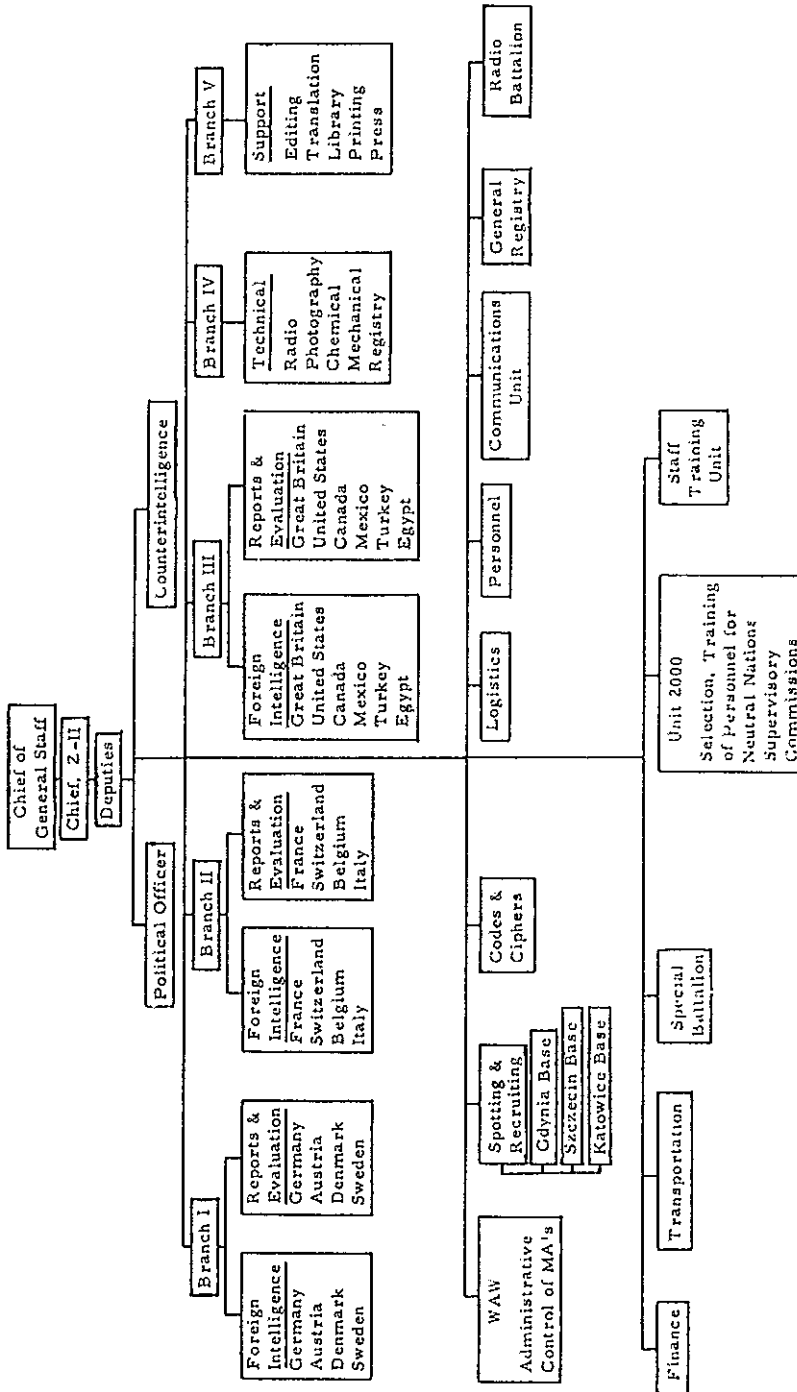 Chief of
General Staff
Chief, Z-II
Deputies
Political Officer
Counterintelligence
Branch I
Branch II
Branch III
Branch IV
Branch V
Foreign
Intelligence
Germany
Austria
Denmark
Sweden
Reports &
Evaluation
Germany
Austria
Denmark
Sweden
Foreign
Intelligence
France
Switzerland
Belgium
Italy
Reports &
Evaluation
France
Switzerland
Belgium
Italy
Foreign
Intelligence
Great Britain
United States
Canada
Mexico
Turkey
Egypt
Reports &
Evaluation
Great Britain
United States
Canada
Mexico
Turkey
Egypt
Technical
Radio
Photography
Chemical
Mechanical
Registry
Support
Editing
Translation
Library
Printing
Press
WAW
Administrative
Control of MA's
Spotting &
Recruiting
Gdynia Base
Szczecin Base
Katowice Base
Codes &
Ciphers
Logistics
Personnel
Communications
Unit
General
Registry
Radio
Battalion
Finance
Transportation
Special
Battalion
Unit 2000
Selection, Training
of Personnel for
Neutral Nations
Supervisory
Commissions
Staff
Training
Unit